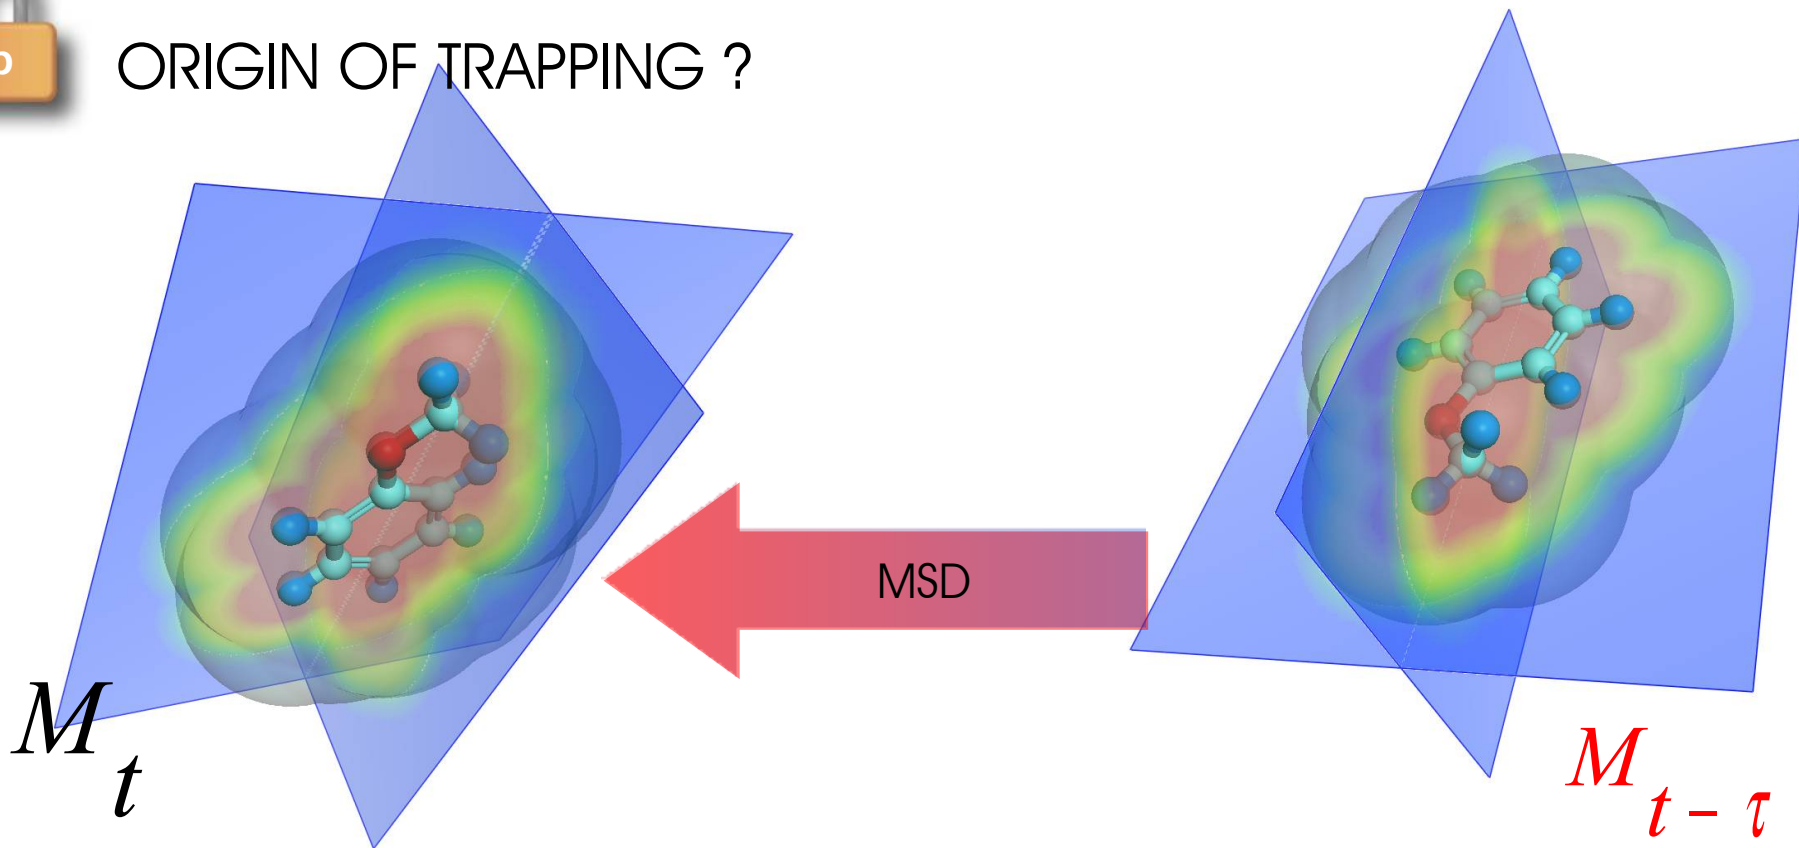 ORIGIN OF TRAPPING ?
MSD
M t
M t - τ